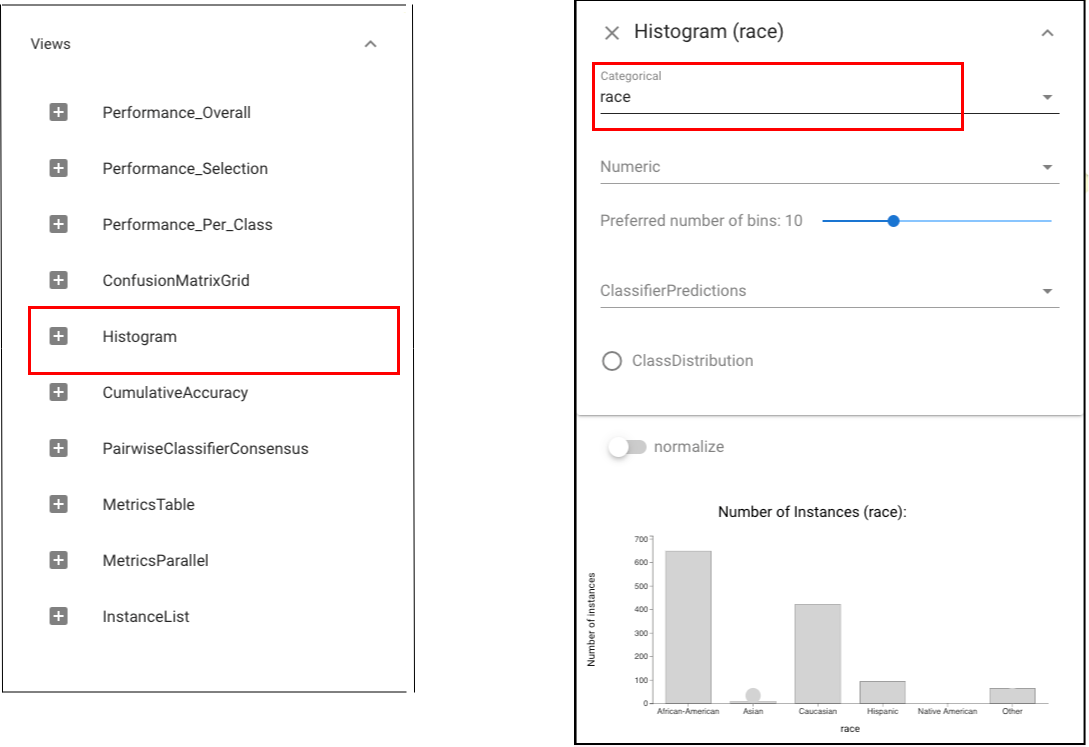 Views
Performance_Overall
Performance_Selection
Performance_Per_Class
ConfusionMatrixGrid
Histogram
CumulativeAccuracy
PairwiseClassifierConsensus
MetricsTable
MetricsParallel
InstanceList
Histogram (race)
Categorical
race
Numeric
Preferred number of bins: 10
ClassifierPredictions
ClassDistribution
normalize
Number of Instances (race):
Number of instances
700
600
500
400
300
200
100
0
African-American Asian Caucasian Hispanic Native American Other
race